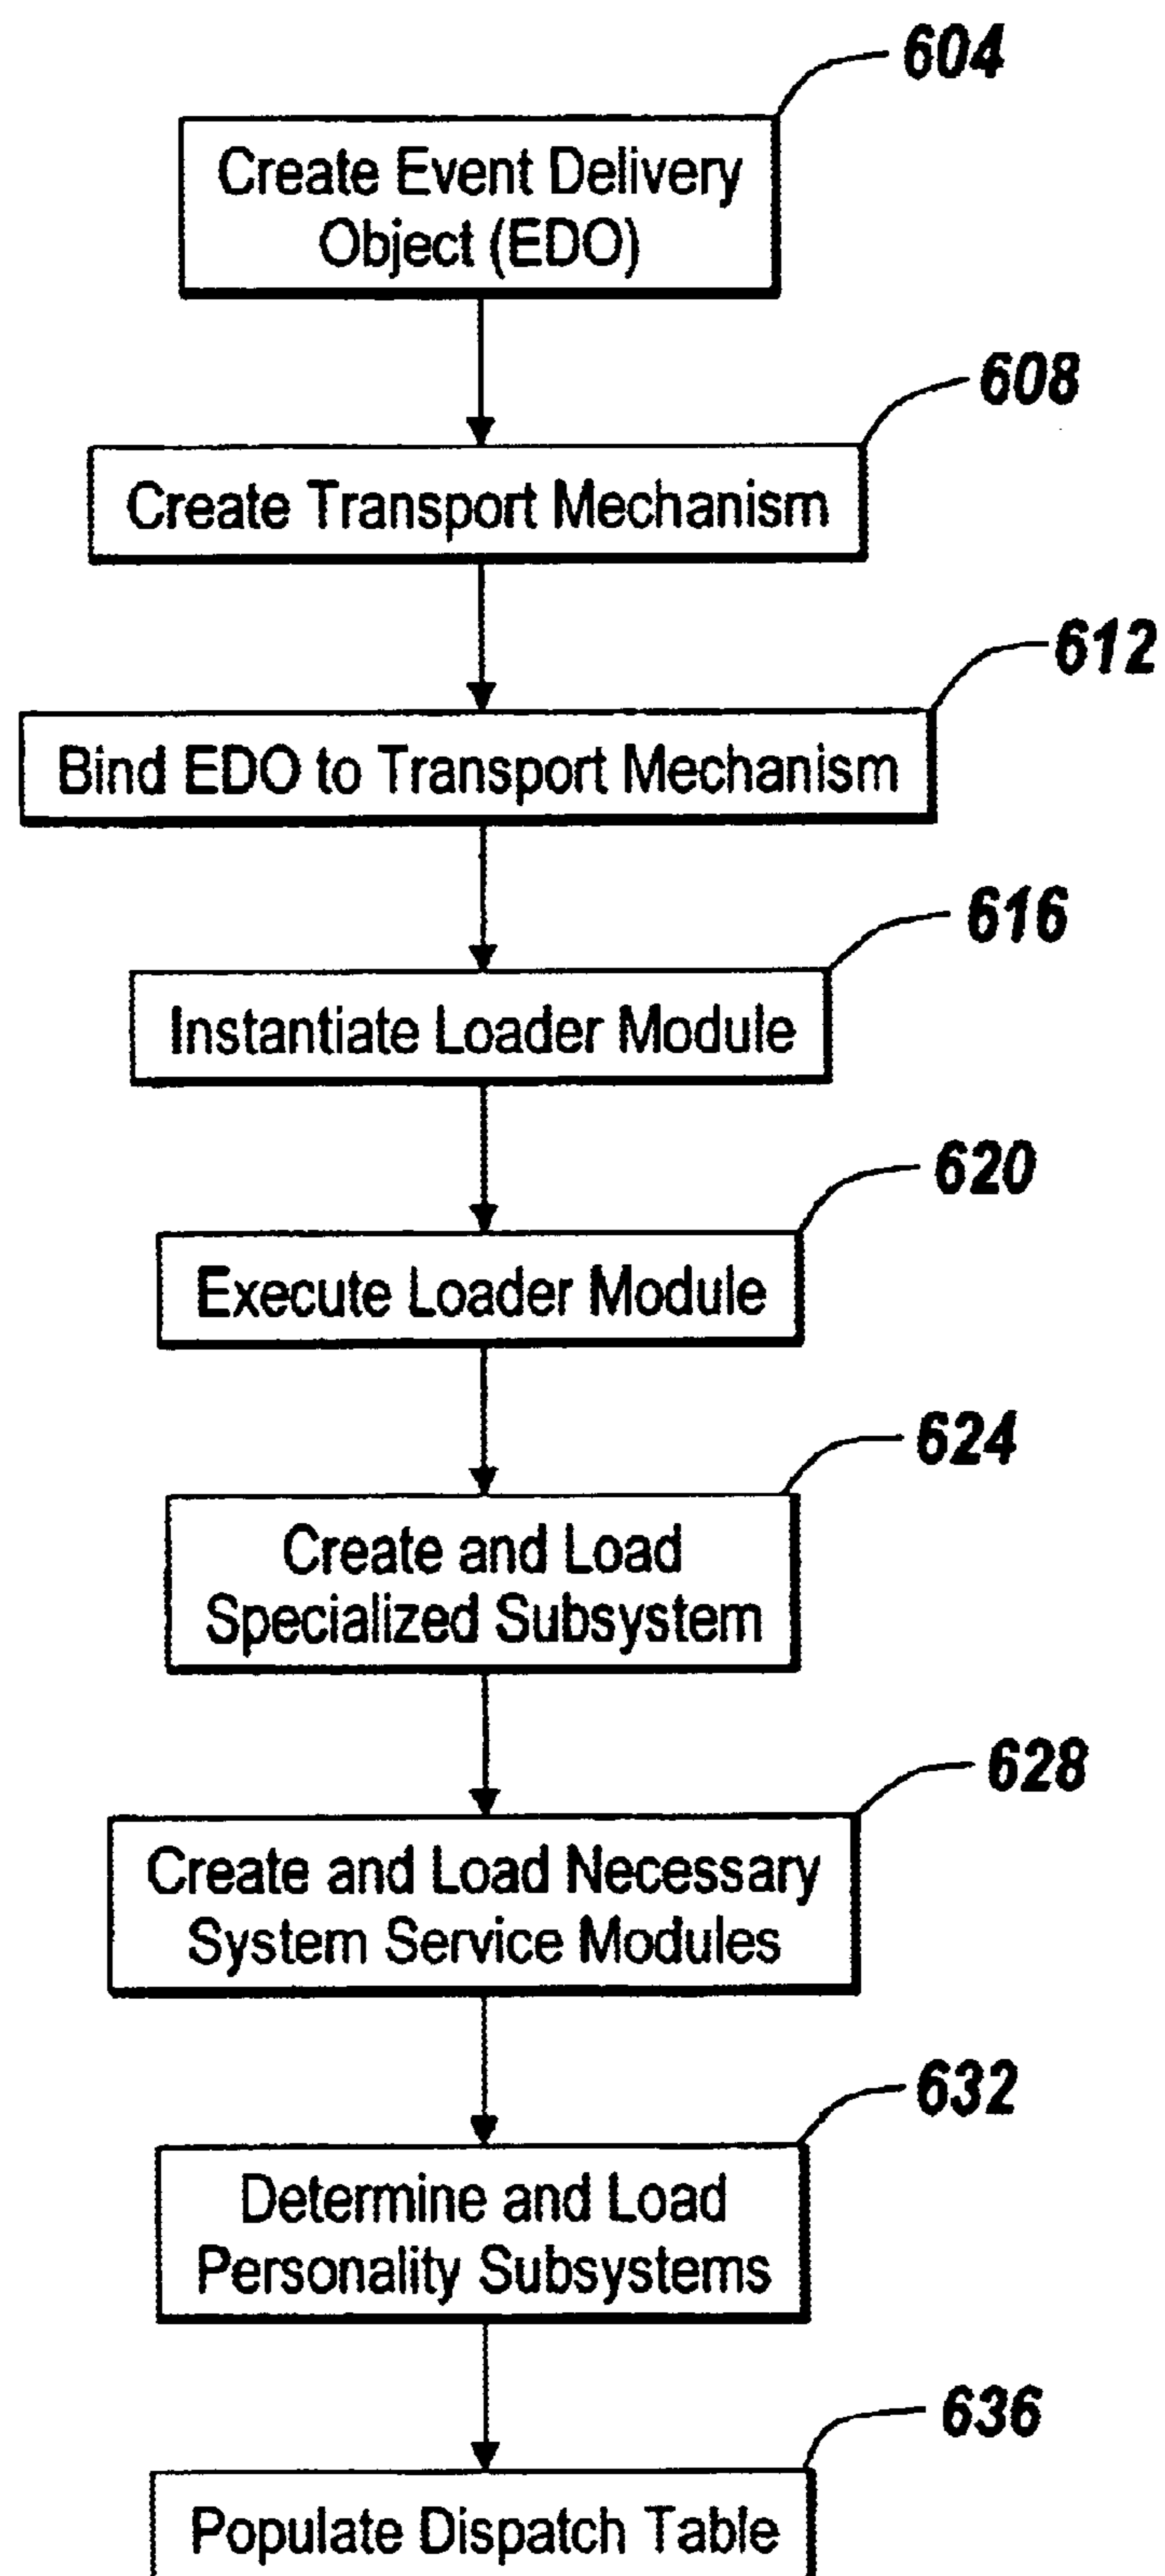 604
Create Event Delivery
Object (EDO)
608
Create Transport Mechanism
612
Bind EDO to Transport Mechanism
616
Instantiate Loader Module
620
Execute Loader Module
624
Create and Load
Specialized Subsystem
628
Create and Load Necessary
System Service Modules
632
Determine and Load
Personality Subsystems
636
Populate Dispatch Table